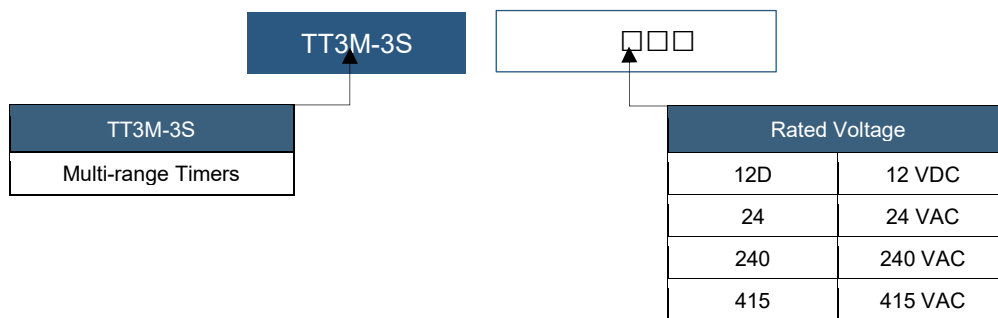 TT3M-3S □□□
TT3M-3S
Multi-range Timers
Rated Voltage
12D 12 VDC
24 24 VAC
240 240 VAC
415 415 VAC